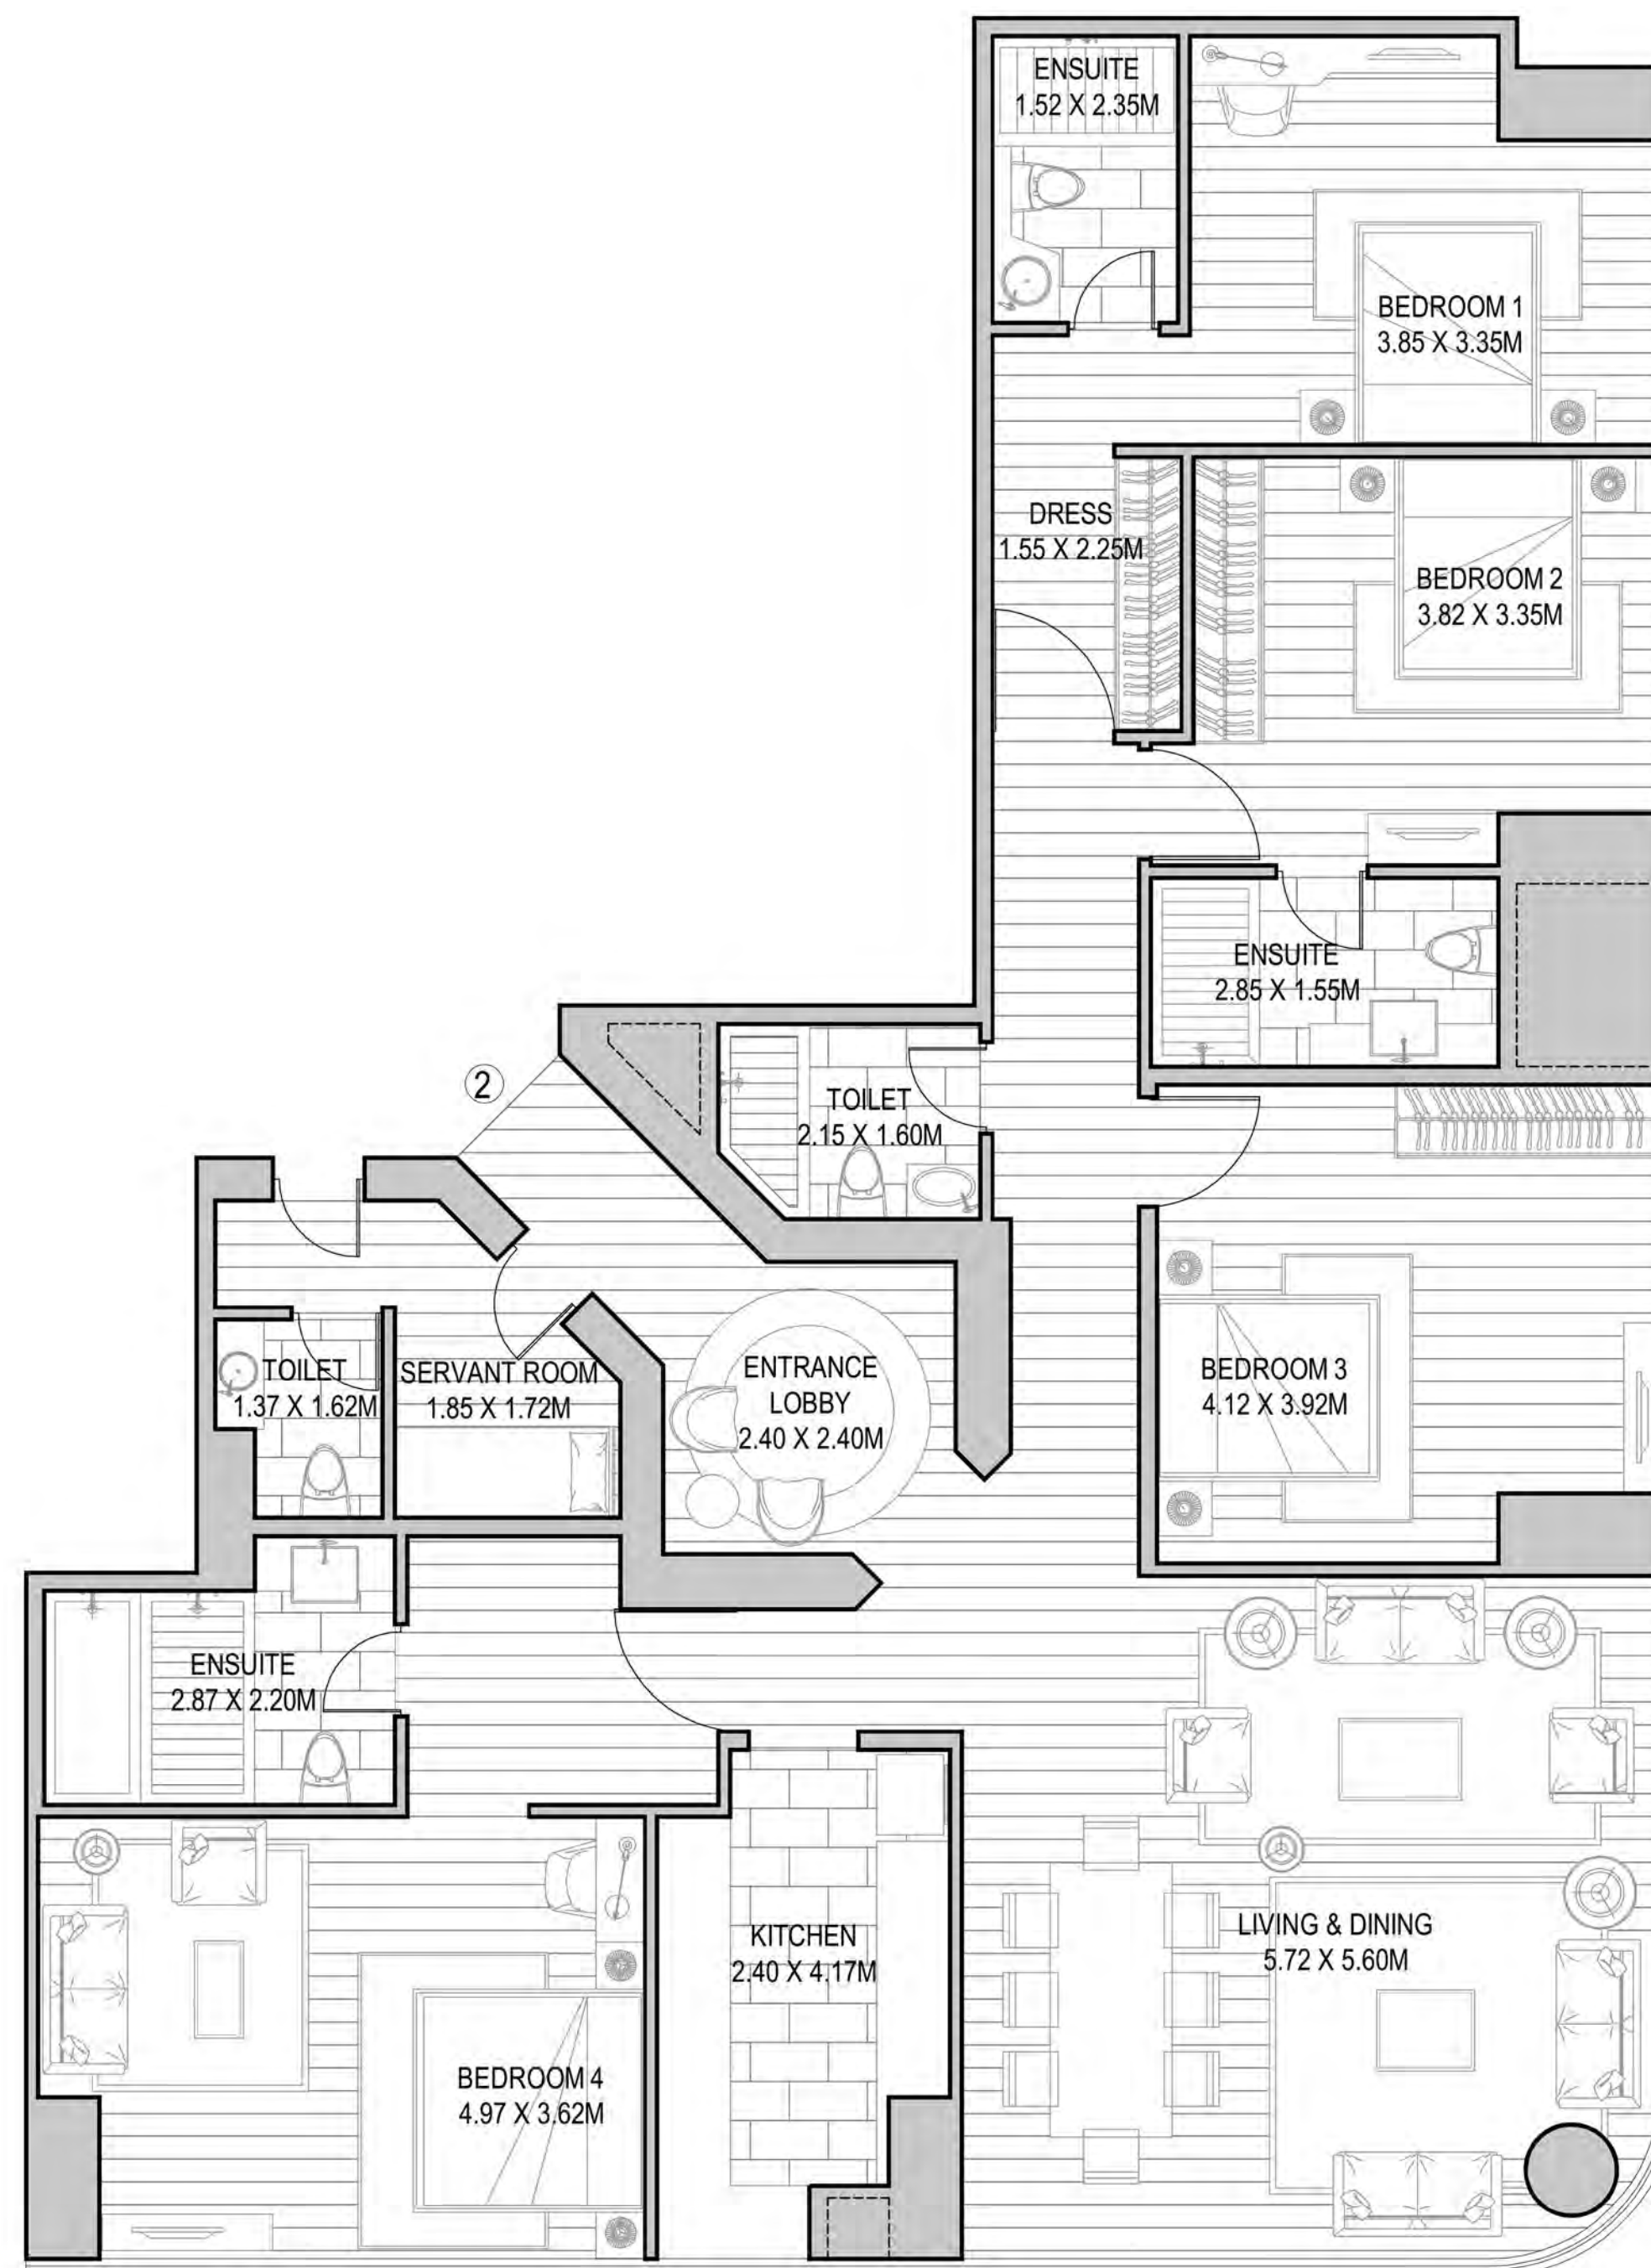 ENSUITE
1.52 X 2.35M
BEDROOM 1
3.85 X 3.35M
DRESS
1.55 X 2.25M
BEDROOM 2
3.82 X 3.35M
ENSUITE
2.85 X 1.55M
2
TOILET
2.15 X 1.60M
TOILET
1.37 X 1.62M
SERVANT ROOM
1.85 X 1.72M
ENTRANCE
LOBBY
2.40 X 2.40M
BEDROOM 3
4.12 X 3.92M
ENSUITE
2.87 X 2.20M
KITCHEN
2.40 X 4.17M
LIVING & DINING
5.72 X 5.60M
BEDROOM 4
4.97 X 3.62M